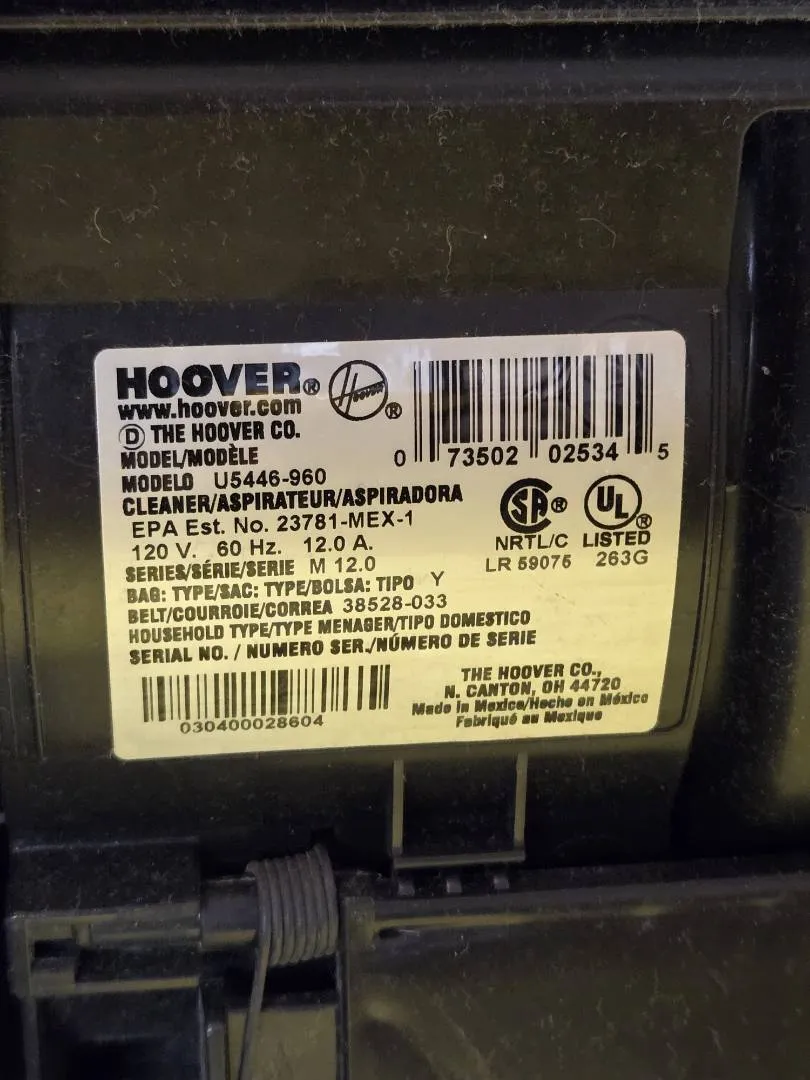 HOOVER® Hoover ®
www.hoover.com
D THE HOOVER CO.
MODEL/MODÈLE
MODELO U5446-960
0 73502 02534 5
CLEANER/ASPIRATEUR/ASPIRADORA
EPA Est. No. 23781-MEX-1
120 V. 60 Hz. 12.0 A.
SERIES/SÉRIE/SERIE M 12.0
SA ® UL ®
NRTL/C LISTED
LR 59075 263G
BAG: TYPE/SAC: TYPE/BOLSA: TIPO Y
BELT/COURROIE/CORREA 38528-033
HOUSEHOLD TYPE/TYPE MENAGER/TIPO DOMESTICO
SERIAL NO. / NUMERO SER./NÚMERO DE SERIE
030400028604
THE HOOVER CO.,
N. CANTON, OH 44720
Made in Mexico/Hecho en México
Fabriqué au Mexique